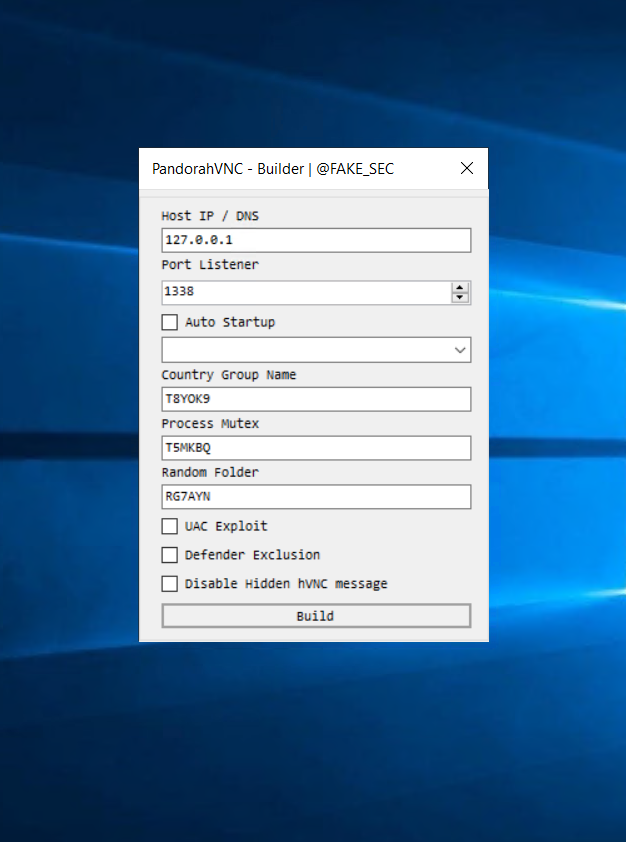 PandorahVNC - Builder | @FAKE_SEC
Host IP / DNS
127.0.0.1
Port Listener
1338
Auto Startup
Country Group Name
T8YOK9
Process Mutex
T5MKBQ
Random Folder
RG7AYN
UAC Exploit
Defender Exclusion
Disable Hidden hVNC message
Build